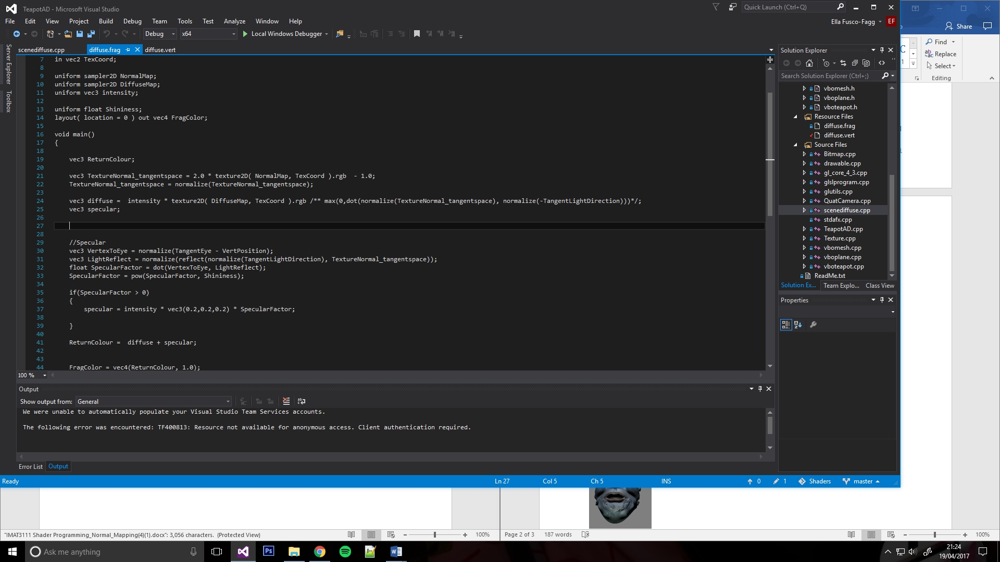 TeapotAD - Microsoft Visual Studio
Quick Launch (Ctrl+Q)
File Edit View Project Build Debug Team Tools Test Analyze Window Help
Ella Fusco-Fagg EF
Share
Debug x64 Local Windows Debugger
Find
Replace
Select
Editing
Server Explorer
Toolbox
scenediffuse.cpp diffuse.frag diffuse.vert
7 in vec2 TexCoord;
8
9 uniform sampler2D NormalMap;
10 uniform sampler2D DiffuseMap;
11 uniform vec3 intensity;
12
13 uniform float Shininess;
14 layout( location = 0 ) out vec4 FragColor;
15
16 void main()
17 {
18
19 vec3 ReturnColour;
20
21 vec3 TextureNormal_tangentspace = 2.0 * texture2D( NormalMap, TexCoord ).rgb  - 1.0;
22 TextureNormal_tangentspace = normalize(TextureNormal_tangentspace);
23
24 vec3 diffuse =  intensity * texture2D( DiffuseMap, TexCoord ).rgb /** max(0,dot(normalize(TextureNormal_tangentspace), normalize(-TangentLightDirection)))*/;
25 vec3 specular;
26
27
28
29 //Specular
30 vec3 VertexToEye = normalize(TangentEye - VertPosition);
31 vec3 LightReflect = normalize(reflect(normalize(TangentLightDirection), TextureNormal_tangentspace));
32 float SpecularFactor = dot(VertexToEye, LightReflect);
33 SpecularFactor = pow(SpecularFactor, Shininess);
34
35 if(SpecularFactor > 0)
36 {
37 specular = intensity * vec3(0.2,0.2,0.2) * SpecularFactor;
38
39 }
40
41 ReturnColour =  diffuse + specular;
42
43
44 FragColor = vec4(ReturnColour, 1.0);
100 %
Solution Explorer
Search Solution Explorer (Ctrl+;)
vbomesh.h
vboplane.h
vboteapot.h
Resource Files
diffuse.frag
diffuse.vert
Source Files
Bitmap.cpp
drawable.cpp
gl_core_4_3.cpp
glslprogram.cpp
glutils.cpp
QuatCamera.cpp
scenediffuse.cpp
stdafx.cpp
TeapotAD.cpp
Texture.cpp
vbomesh.cpp
vboplane.cpp
vboteapot.cpp
ReadMe.txt
Solution Ex... Team Explo... Class View
Properties
Output
Show output from: General
We were unable to automatically populate your Visual Studio Team Services accounts.
The following error was encountered: TF400813: Resource not available for anonymous access. Client authentication required.
Error List Output
Ready Ln 27 Col 5 Ch 5 INS 0 1 Shaders master
"IMAT3111 Shader Programming_Normal_Mapping(4)(1).docx": 3,056 characters. (Protected View) 100% Page 2 of 3 187 words 100%
Ask me anything
Ps
21:24
19/04/2017